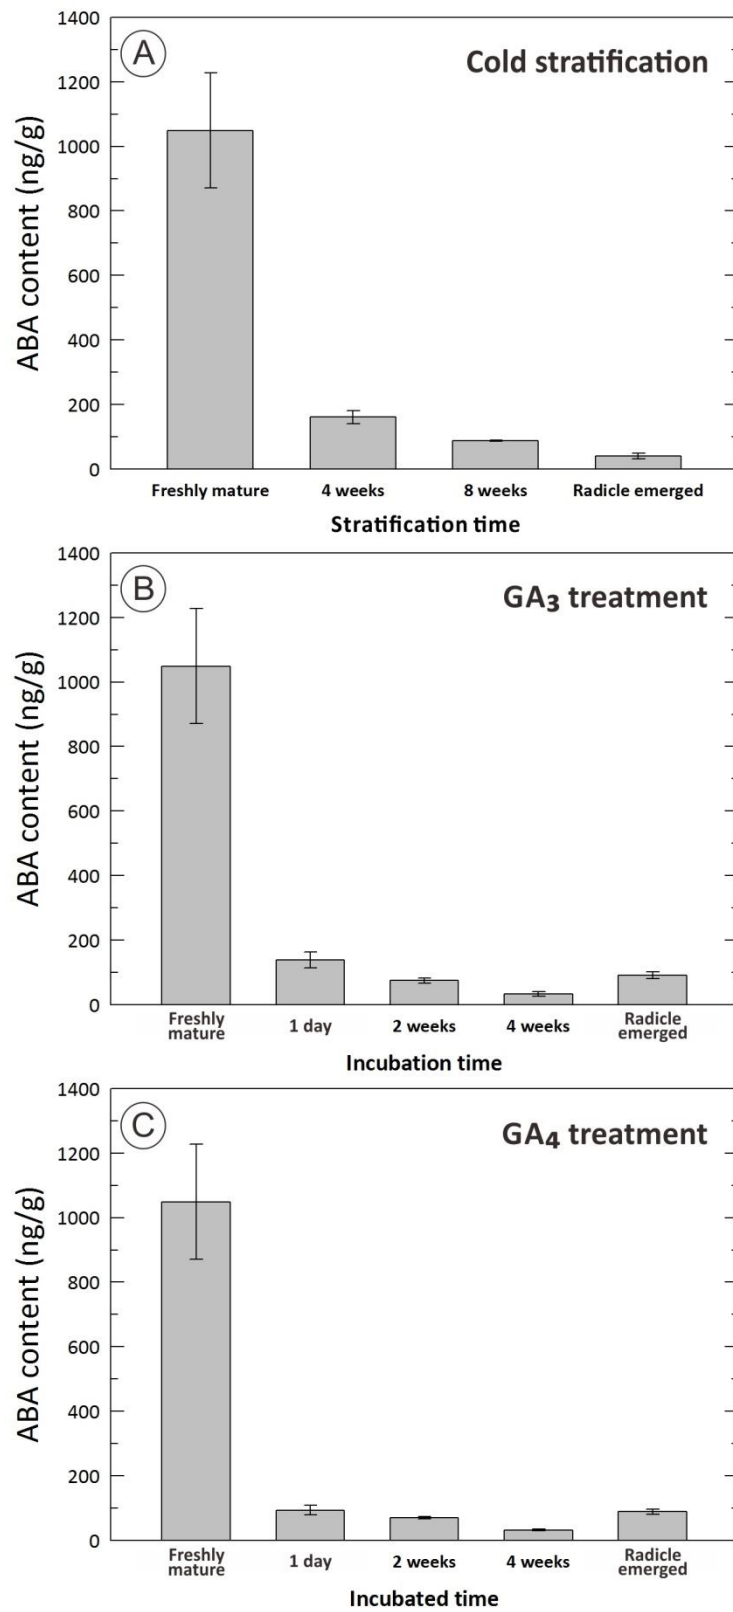 A
Cold stratification
ABA content (ng/g)
1400
1200
1000
800
600
400
200
0
Freshly mature 4 weeks 8 weeks Radicle emerged
Stratification time
B
GA₃ treatment
ABA content (ng/g)
1400
1200
1000
800
600
400
200
0
Freshly mature 1 day 2 weeks 4 weeks Radicle emerged
Incubation time
C
GA₄ treatment
ABA content (ng/g)
1400
1200
1000
800
600
400
200
0
Freshly mature 1 day 2 weeks 4 weeks Radicle emerged
Incubated time